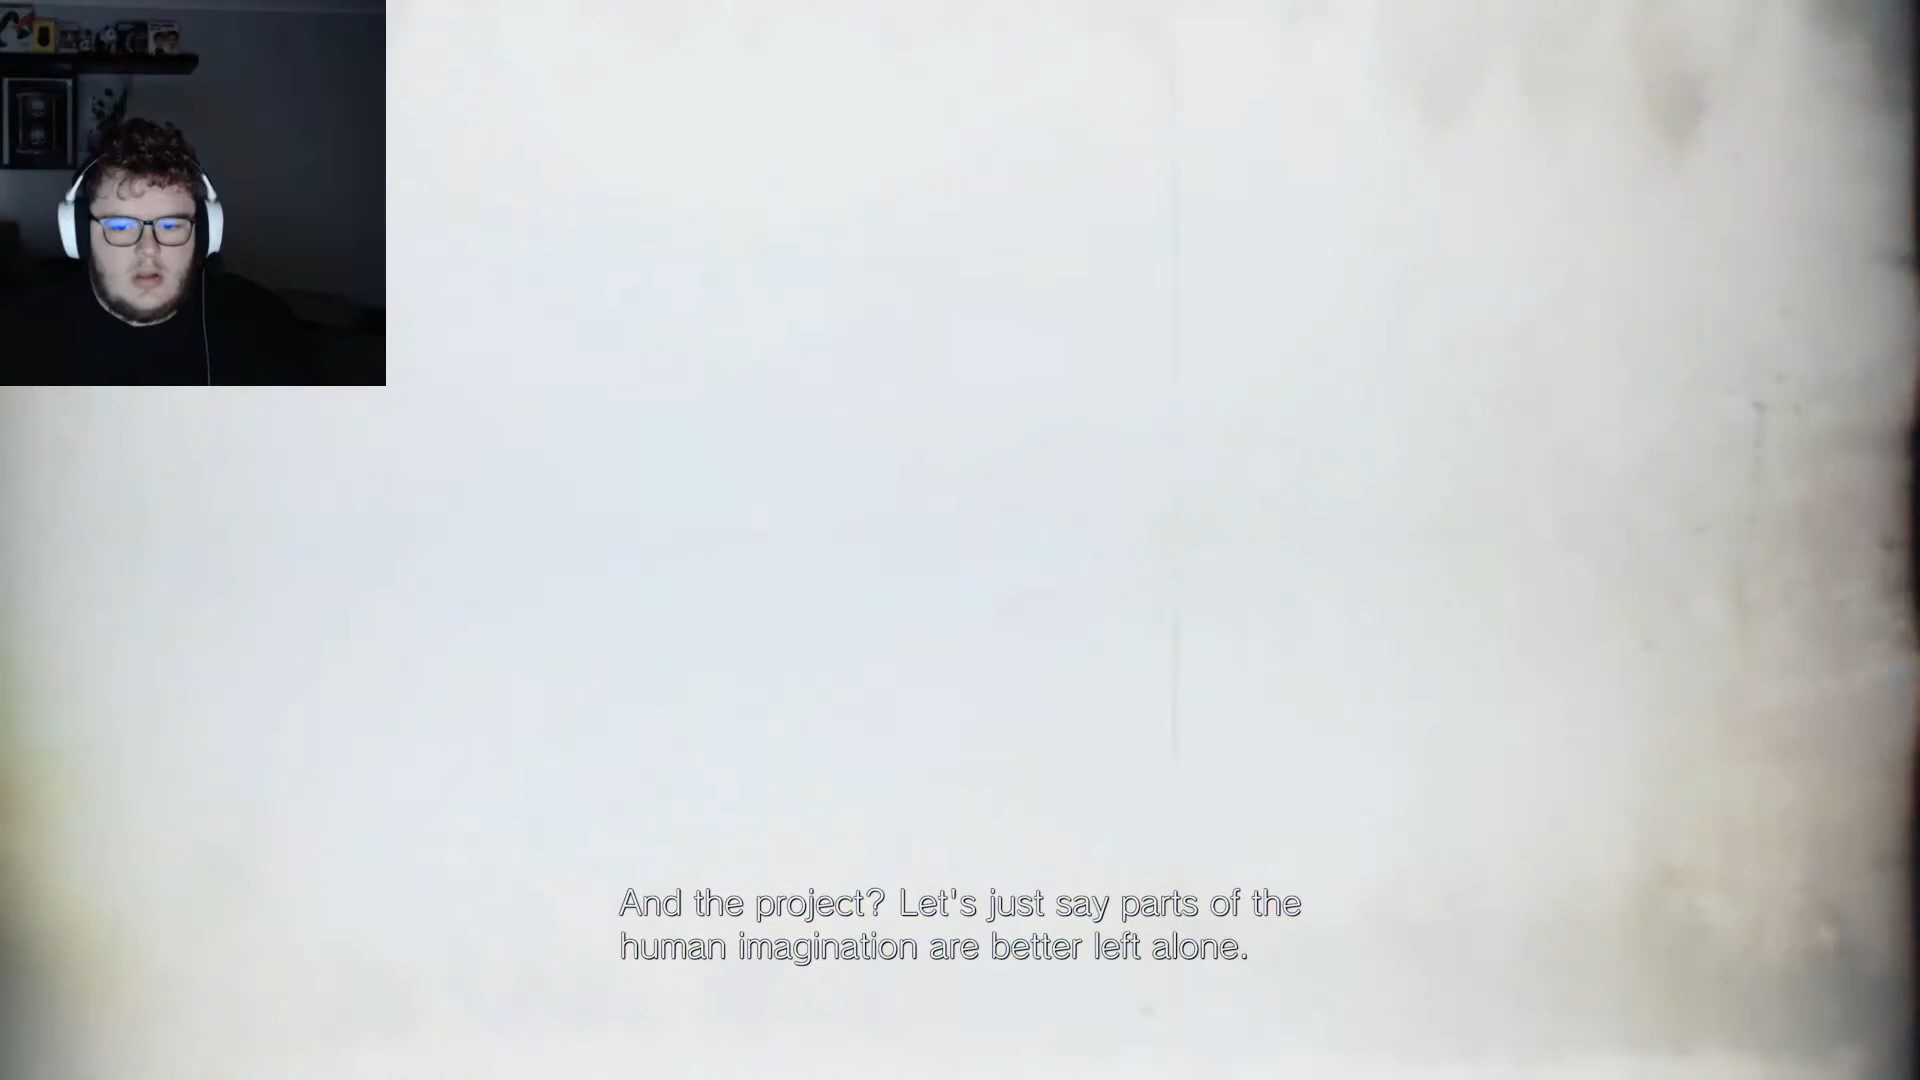 And the project? Let's just say parts of the
human imagination are better left alone.